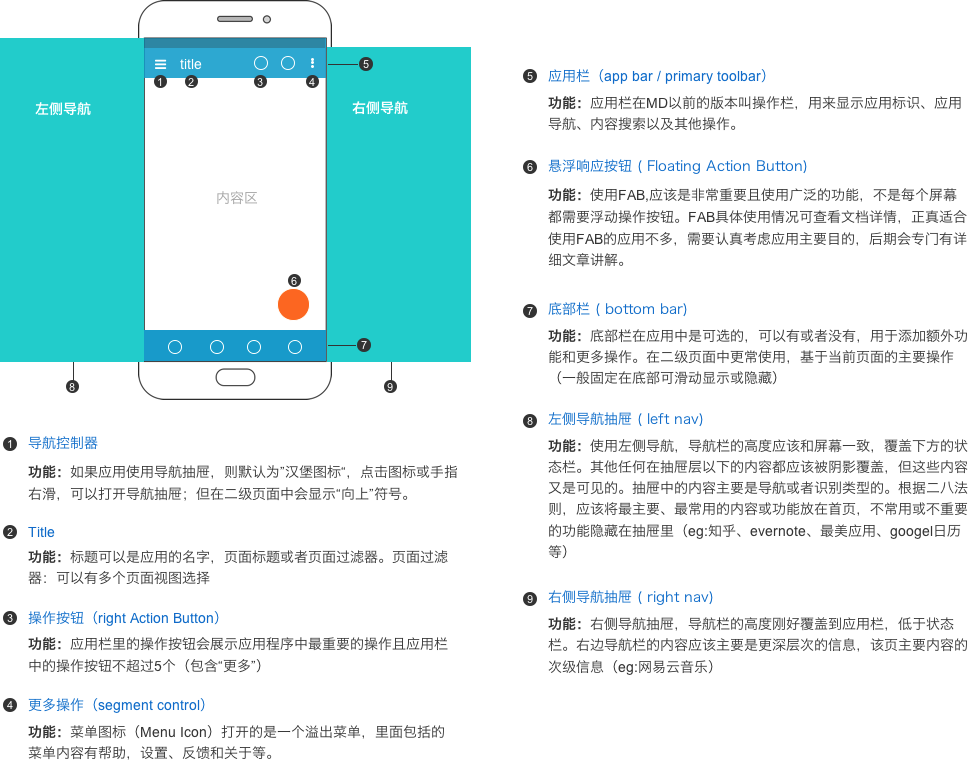 title
1
2
3
4
5
左侧导航
右侧导航
内容区
6
7
8
9
1 导航控制器
功能：如果应用使用导航抽屉，则默认为”汉堡图标“，点击图标或手指
右滑，可以打开导航抽屉；但在二级页面中会显示“向上”符号。
2 Title
功能：标题可以是应用的名字，页面标题或者页面过滤器。页面过滤
器：可以有多个页面视图选择
3 操作按钮（right Action Button）
功能：应用栏里的操作按钮会展示应用程序中最重要的操作且应用栏
中的操作按钮不超过5个（包含“更多”）
4 更多操作（segment control）
功能：菜单图标（Menu Icon）打开的是一个溢出菜单，里面包括的
菜单内容有帮助，设置、反馈和关于等。
5 应用栏（app bar / primary toolbar）
功能：应用栏在MD以前的版本叫操作栏，用来显示应用标识、应用
导航、内容搜索以及其他操作。
6 悬浮响应按钮 ( Floating Action Button)
功能：使用FAB,应该是非常重要且使用广泛的功能，不是每个屏幕
都需要浮动操作按钮。FAB具体使用情况可查看文档详情，正真适合
使用FAB的应用不多，需要认真考虑应用主要目的，后期会专门有详
细文章讲解。
7 底部栏 ( bottom bar)
功能：底部栏在应用中是可选的，可以有或者没有，用于添加额外功
能和更多操作。在二级页面中更常使用，基于当前页面的主要操作
（一般固定在底部可滑动显示或隐藏）
8 左侧导航抽屉 ( left nav)
功能：使用左侧导航，导航栏的高度应该和屏幕一致，覆盖下方的状
态栏。其他任何在抽屉层以下的内容都应该被阴影覆盖，但这些内容
又是可见的。抽屉中的内容主要是导航或者识别类型的。根据二八法
则，应该将最主要、最常用的内容或功能放在首页，不常用或不重要
的功能隐藏在抽屉里（eg:知乎、evernote、最美应用、googel日历
等）
9 右侧导航抽屉 ( right nav)
功能：右侧导航抽屉，导航栏的高度刚好覆盖到应用栏，低于状态
栏。右边导航栏的内容应该主要是更深层次的信息，该页主要内容的
次级信息（eg:网易云音乐）